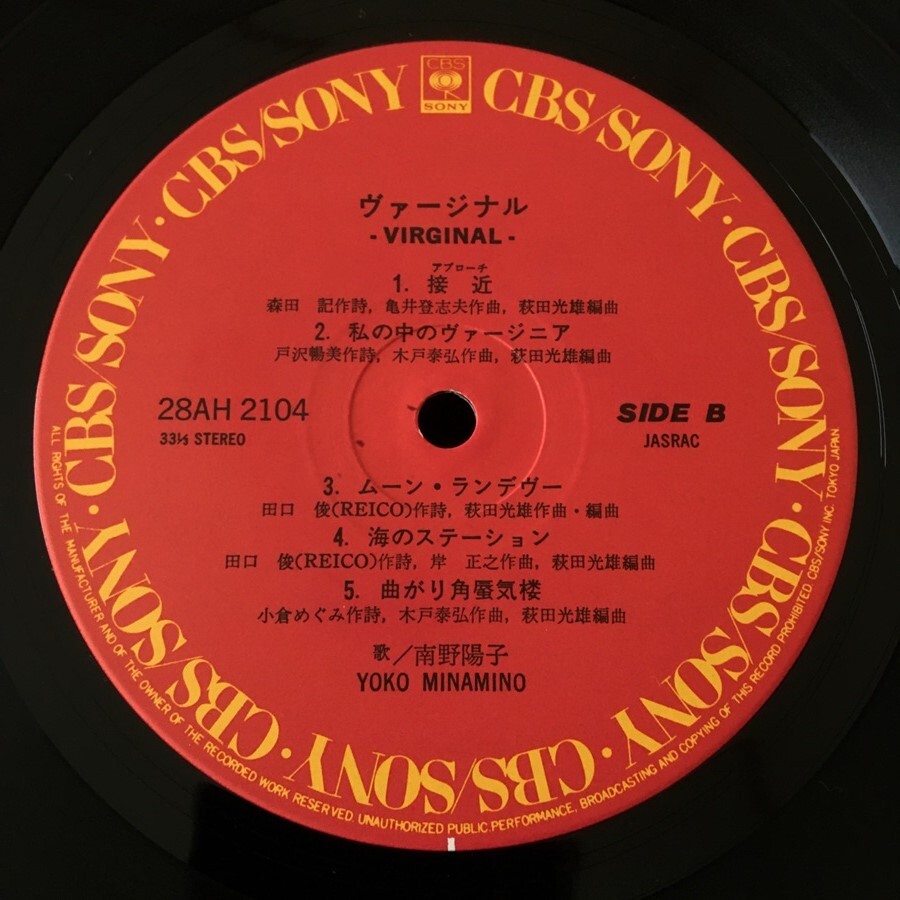 CBS
SONY
CBS/SONY・CBS/SONY・CBS/SONY・CBS/SONY・CBS/SONY・CBS/SONY・CBS/SONY・CBS/SONY・CBS/SONY・CBS/SONY
ヴァージナル
- VIRGINAL -
アプローチ
1. 接 近
森田 記作詩, 亀井登志夫作曲, 萩田光雄編曲
2. 私の中のヴァージニア
戸沢暢美作詩, 木戸泰弘作曲, 萩田光雄編曲
28AH 2104
33⅓ STEREO
SIDE B
JASRAC
3. ムーン・ランデヴー
田口 俊(REICO)作詩, 萩田光雄作曲・編曲
4. 海のステーション
田口 俊(REICO)作詩, 岸 正之作曲, 萩田光雄編曲
5. 曲がり角蜃気楼
小倉めぐみ作詩, 木戸泰弘作曲, 萩田光雄編曲
歌／南野陽子
YOKO MINAMINO
ALL RIGHTS OF THE MANUFACTURER AND OF THE OWNER OF THE RECORDED WORK RESERVED. UNAUTHORIZED PUBLIC PERFORMANCE, BROADCASTING AND COPYING OF THIS RECORD PROHIBITED. CBS/SONY INC. TOKYO JAPAN.